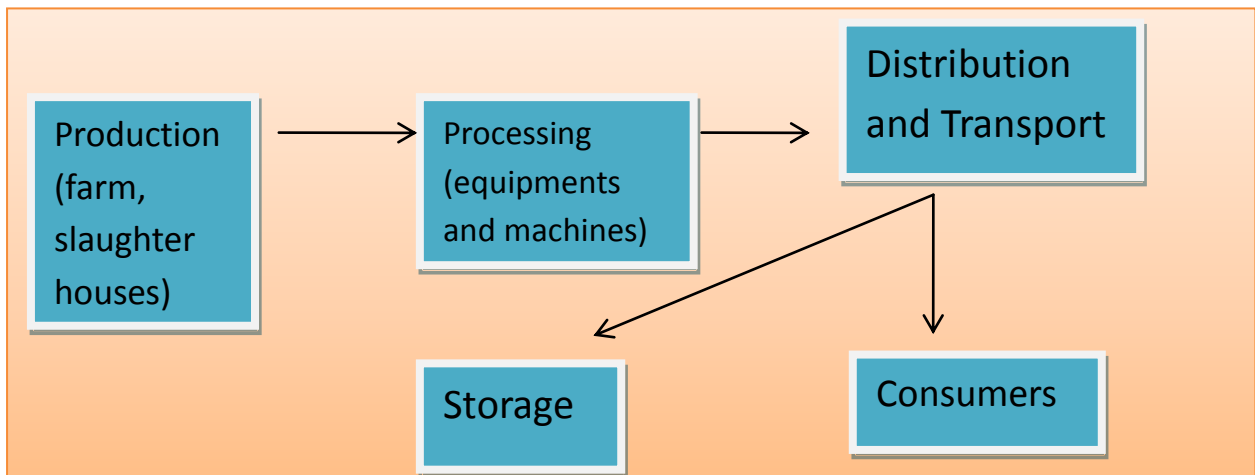 Production
(farm,
slaughter
houses)
Processing
(equipments
and machines)
Distribution
and Transport
Storage
Consumers